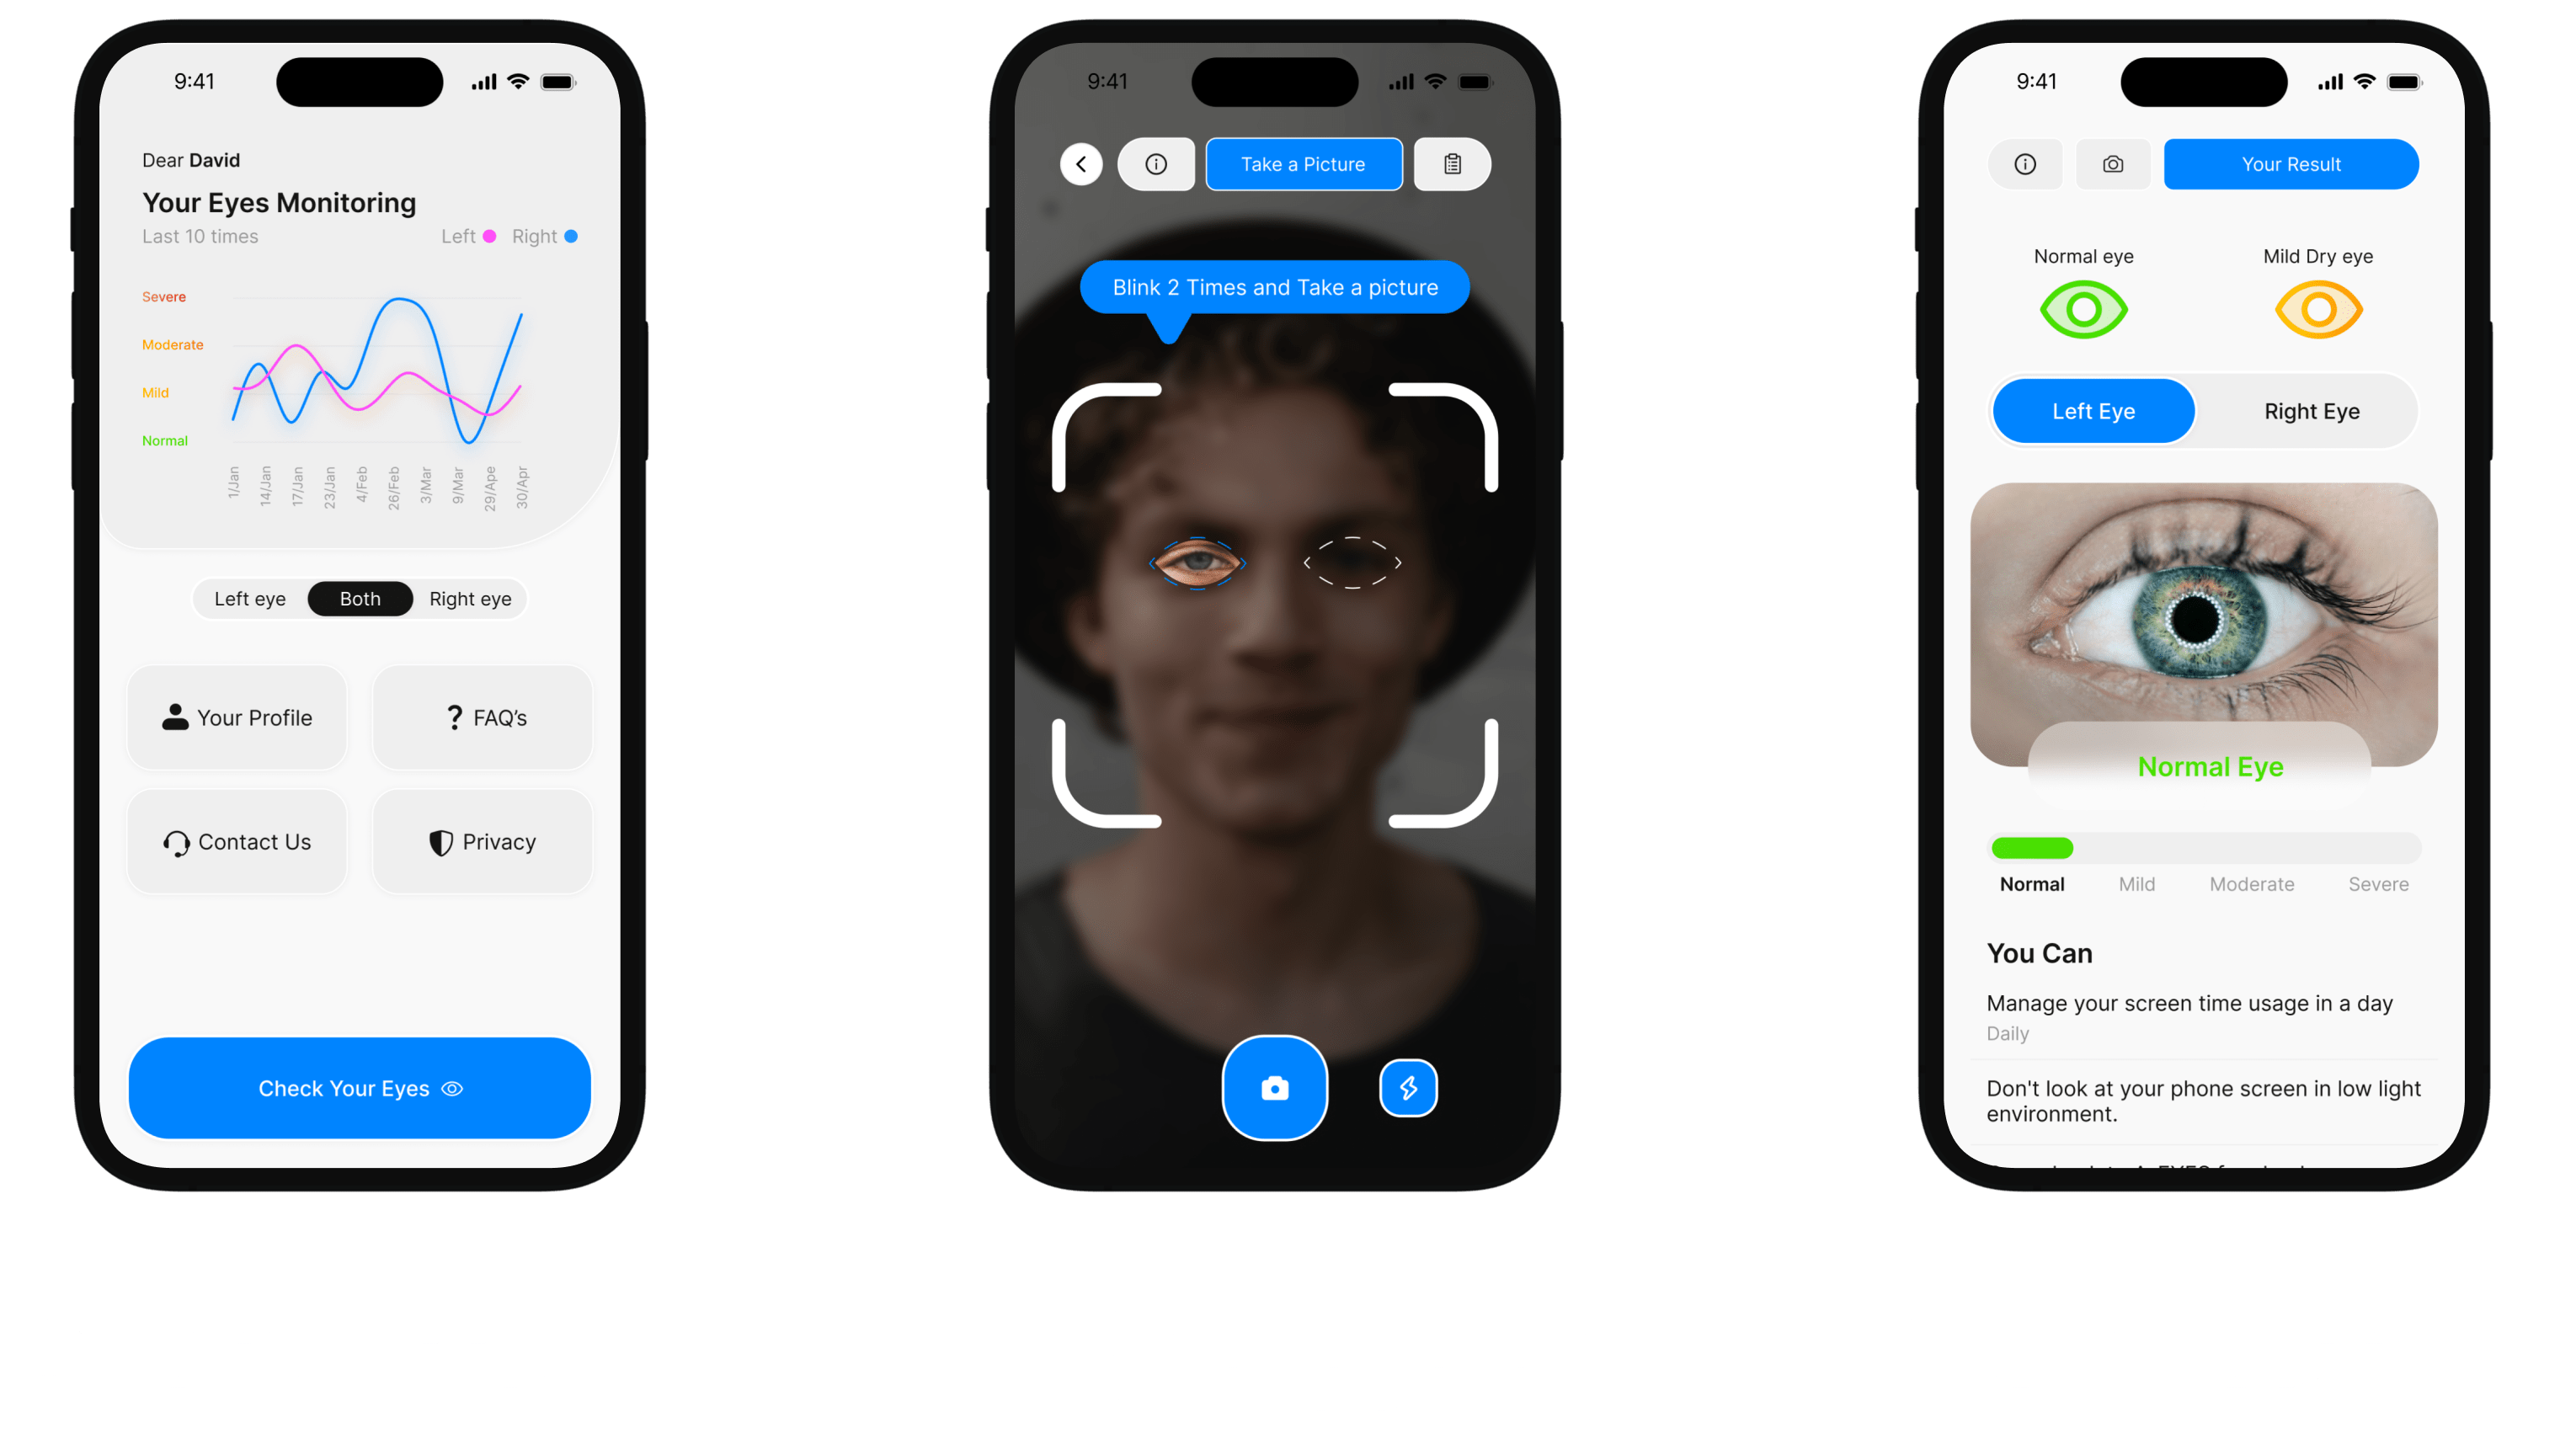 9:41
Dear David
Your Eyes Monitoring
Last 10 times
Left
Right
Severe
Moderate
Mild
Normal
1/Jan
14/Jan
17/Jan
23/Jan
4/Feb
26/Feb
3/Mar
9/Mar
29/Ape
30/Apr
Left eye
Both
Right eye
Your Profile
? FAQ’s
Contact Us
Privacy
Check Your Eyes
9:41
Take a Picture
Blink 2 Times and Take a picture
9:41
Your Result
Normal eye
Mild Dry eye
Left Eye
Right Eye
Normal Eye
Normal
Mild
Moderate
Severe
You Can
Manage your screen time usage in a day
Daily
Don't look at your phone screen in low light
environment.